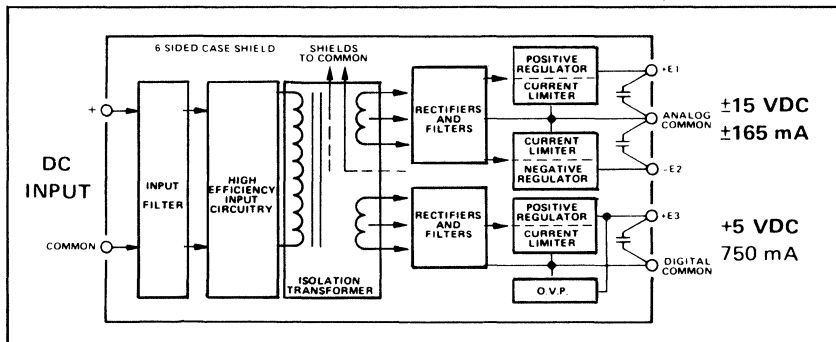 6 SIDED CASE SHIELD
SHIELDS
TO COMMON
+
DC
INPUT
COMMON
INPUT
FILTER
HIGH
EFFICIENCY
INPUT
CIRCUITRY
ISOLATION
TRANSFORMER
RECTIFIERS
AND
FILTERS
POSITIVE
REGULATOR
CURRENT
LIMITER
CURRENT
LIMITER
NEGATIVE
REGULATOR
+E1
ANALOG
COMMON
-E2
±15 VDC
±165 mA
RECTIFIERS
AND
FILTERS
POSITIVE
REGULATOR
CURRENT
LIMITER
O.V.P.
+E3
DIGITAL
COMMON
+5 VDC
750 mA